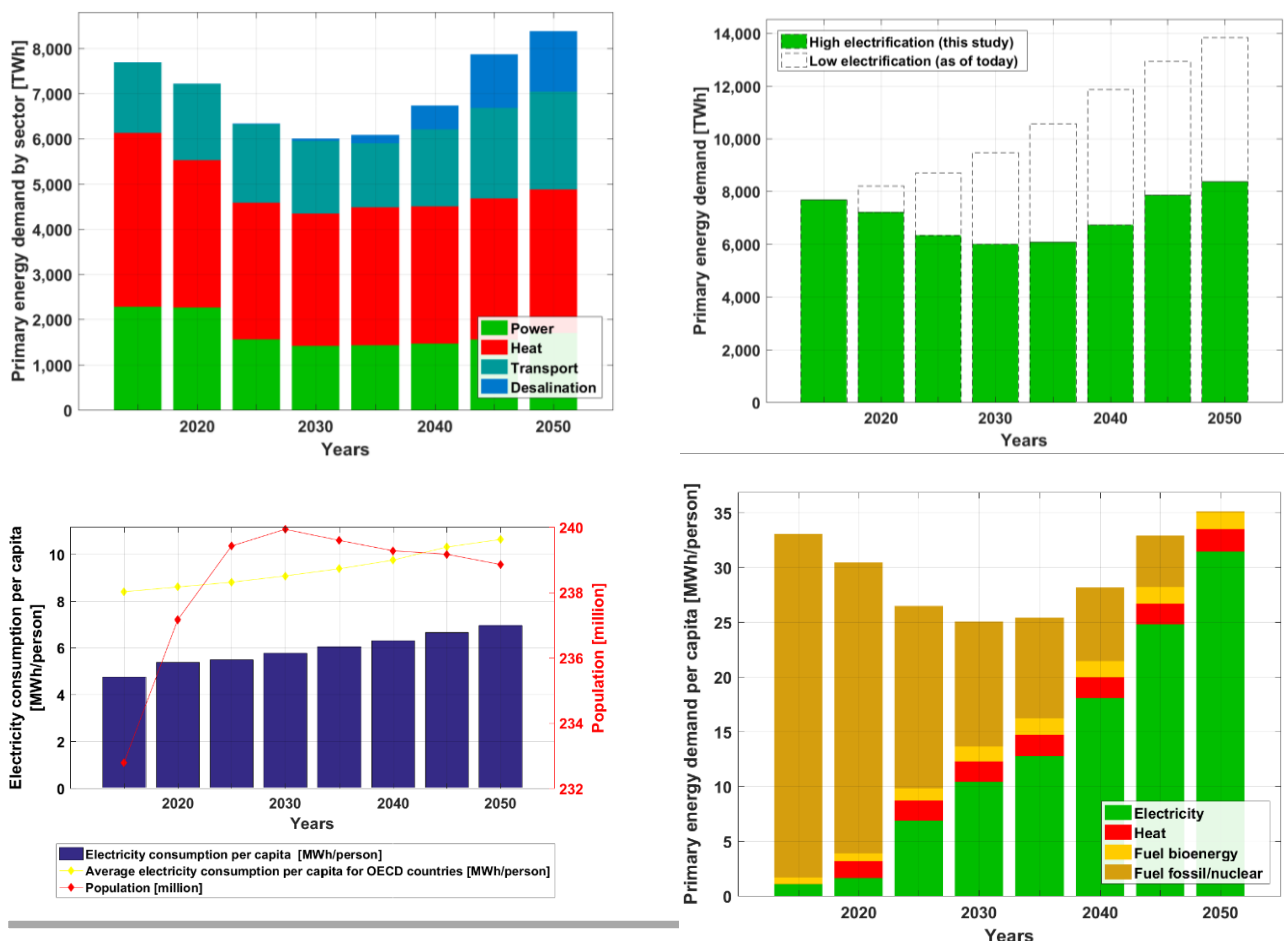 Primary energy demand by sector [TWh]
8,000
7,000
6,000
5,000
4,000
3,000
2,000
1,000
0
Power
Heat
Transport
Desalination
2020 2030 2040 2050
Years
Primary energy demand [TWh]
14,000
12,000
10,000
8,000
6,000
4,000
2,000
0
High electrification (this study)
Low electrification (as of today)
2020 2030 2040 2050
Years
Electricity consumption per capita
[MWh/person]
10
8
6
4
2
0
240
238
236
234
232
Population [million]
2020 2030 2040 2050
Years
Electricity consumption per capita [MWh/person]
Average electricity consumption per capita for OECD countries [MWh/person]
Population [million]
Primary energy demand per capita [MWh/person]
35
30
25
20
15
10
5
0
Electricity
Heat
Fuel bioenergy
Fuel fossil/nuclear
2020 2030 2040 2050
Years